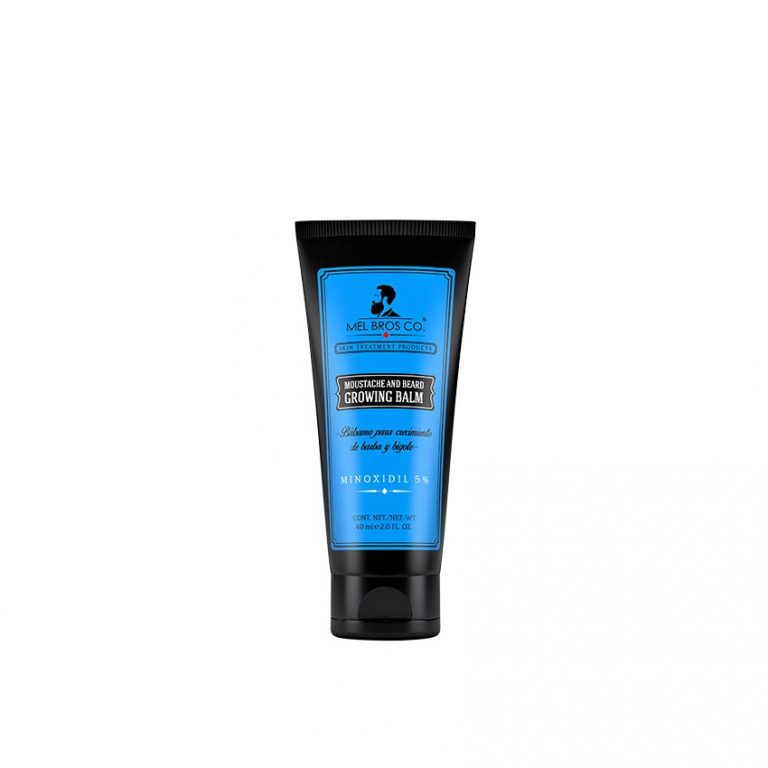 MEL BROS CO.®
SKIN TREATMENT PRODUCTS
MOUSTACHE AND BEARD
GROWING BALM
-Bálsamo para crecimiento
de barba y bigote-
MINOXIDIL 5%
CONT. NET./NET. WT.
60 ml e 2.0 FL. OZ.